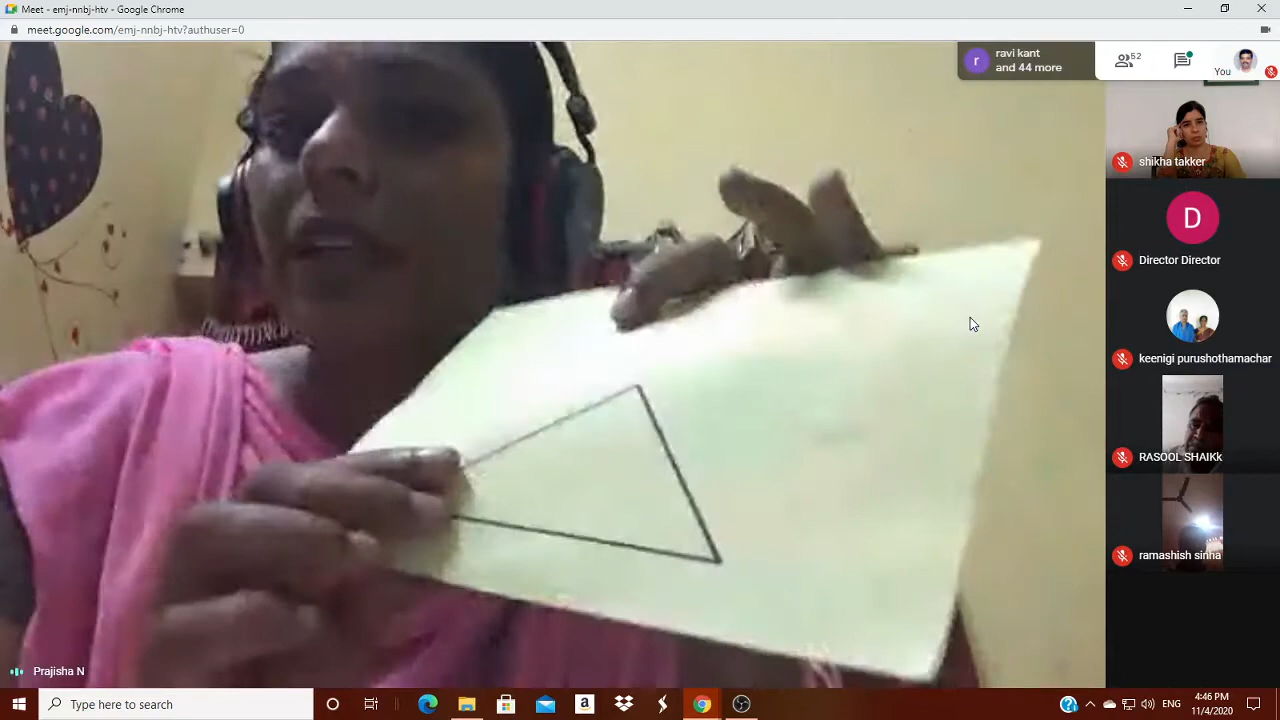 Meet - emj-nnbj-htv - Google Chrome
meet.google.com/emj-nnbj-htv?authuser=0
ravi kant
and 44 more
52
You
r
shikha takker
D
Director Director
keenigi purushothamachar
RASOOL SHAIKk
ramashish sinha
Prajisha N
Type here to search
a
ENG
4:46 PM
11/4/2020